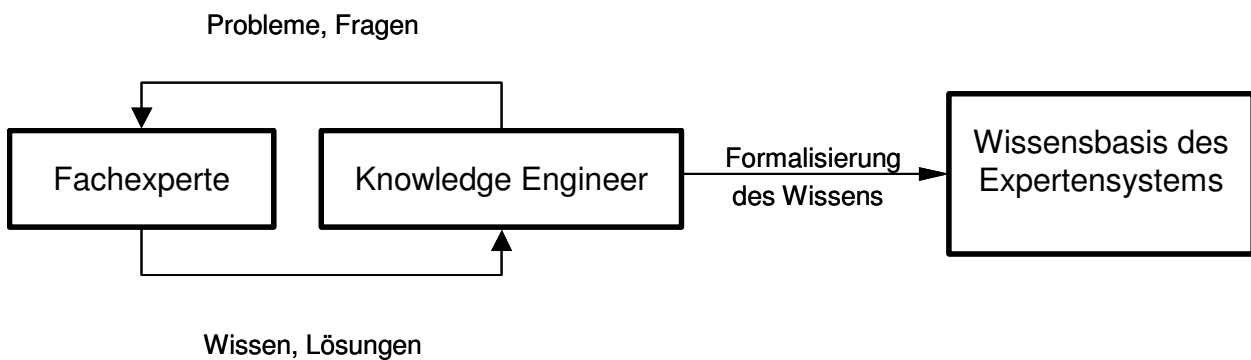 Probleme, Fragen
Fachexperte
Knowledge Engineer
Formalisierung
des Wissens
Wissensbasis des
Expertensystems
Wissen, Lösungen